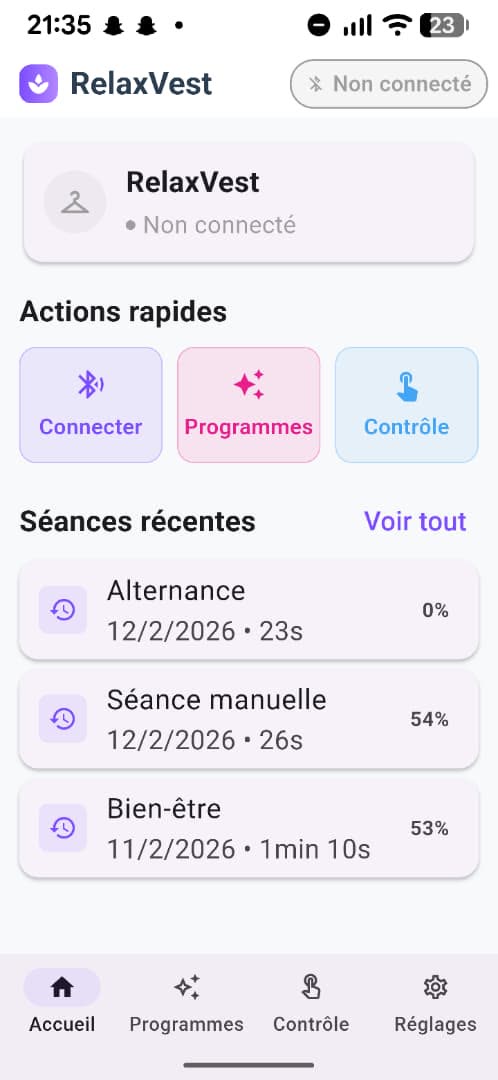 21:35
23
RelaxVest
Non connecté
RelaxVest
• Non connecté
Actions rapides
Connecter
Programmes
Contrôle
Séances récentes
Voir tout
Alternance
12/2/2026 • 23s
0%
Séance manuelle
12/2/2026 • 26s
54%
Bien-être
11/2/2026 • 1min 10s
53%
Accueil
Programmes
Contrôle
Réglages